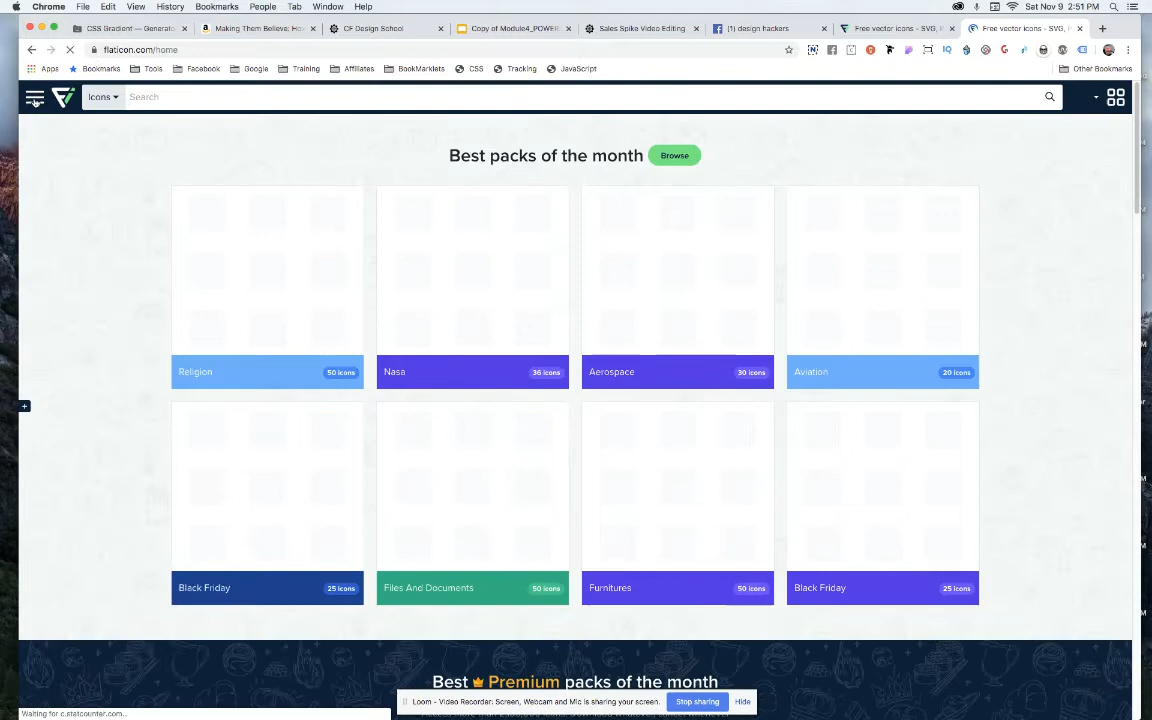 Chrome File Edit View History Bookmarks People Tab Window Help Sat Nov 9 2:51 PM
CSS Gradient — Generato Making Them Believe: Ho CF Design School Copy of Module4_POWER Sales Spike Video Editing (1) design hackers Free vector icons - SVG, P Free vector icons - SVG, P
flaticon.com/home
Apps Bookmarks Tools Facebook Google Training Affiliates BookMarklets CSS Tracking JavaScript Other Bookmarks
Icons Search
Best packs of the month Browse
Religion 50 icons Nasa 36 icons Aerospace 30 icons Aviation 20 icons
Black Friday 25 icons Files And Documents 50 icons Furnitures 50 icons Black Friday 25 icons
Best Premium packs of the month
Loom - Video Recorder: Screen, Webcam and Mic is sharing your screen. Stop sharing Hide
Waiting for c.statcounter.com...